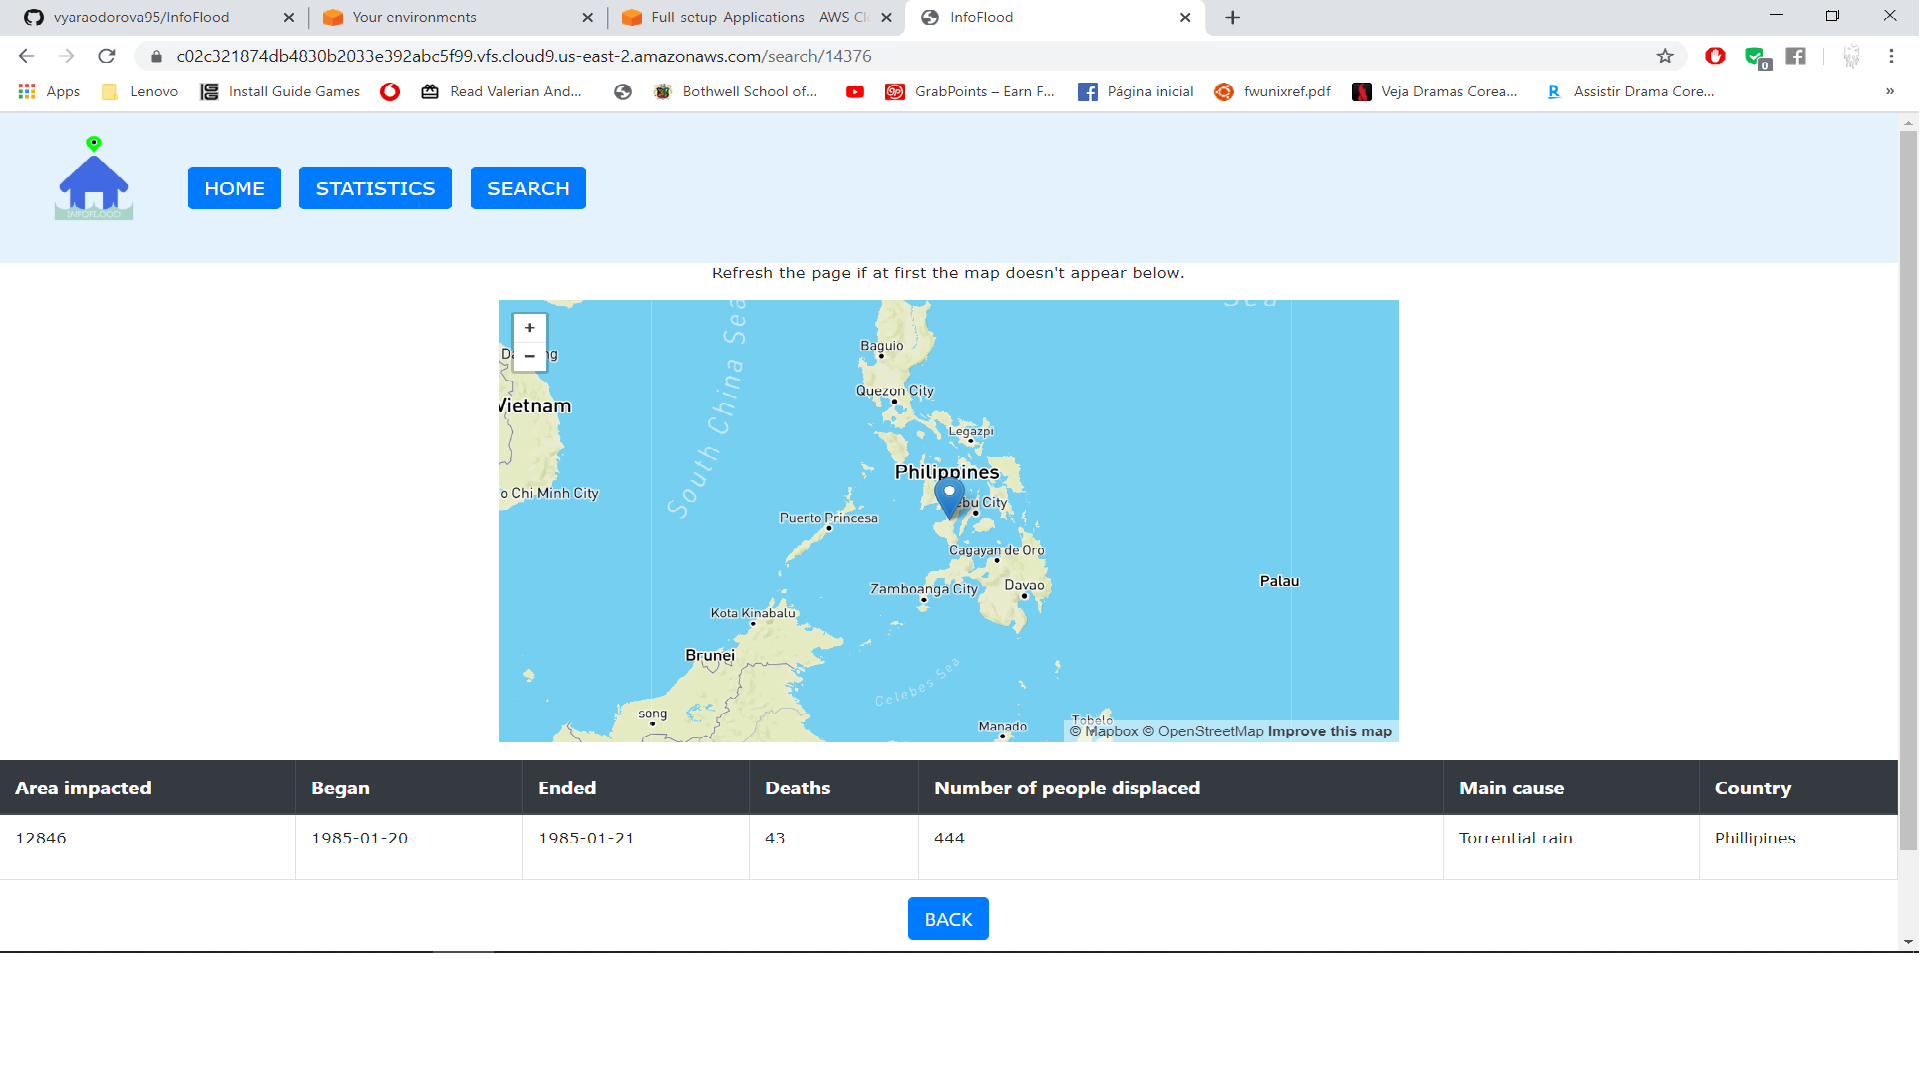 vyaraodorova95/InfoFlood
Your environments
Full setup Applications AWS Cl
InfoFlood
c02c321874db4830b2033e392abc5f99.vfs.cloud9.us-east-2.amazonaws.com/search/14376
0
Apps
Lenovo
Install Guide Games
Read Valerian And...
Bothwell School of...
GrabPoints – Earn F...
Página inicial
fwunixref.pdf
Veja Dramas Corea...
Assistir Drama Core...
»
INFOFLOOD
HOME
STATISTICS
SEARCH
Refresh the page if at first the map doesn't appear below.
+
−
Sea
South China Sea
Baguio
Quezon City
Vietnam
Legazpi
Philippines
o Chi Minh City
ebu City
Puerto Princesa
Cagayan de Oro
Zamboanga City
Davao
Palau
Kota Kinabalu
Brunei
Celebes Sea
song
Manado
Tobelo
© Mapbox © OpenStreetMap Improve this map
Area impacted Began Ended Deaths Number of people displaced Main cause Country
12846 1985-01-20 1985-01-21 43 444 Torrential rain Phillipines
BACK